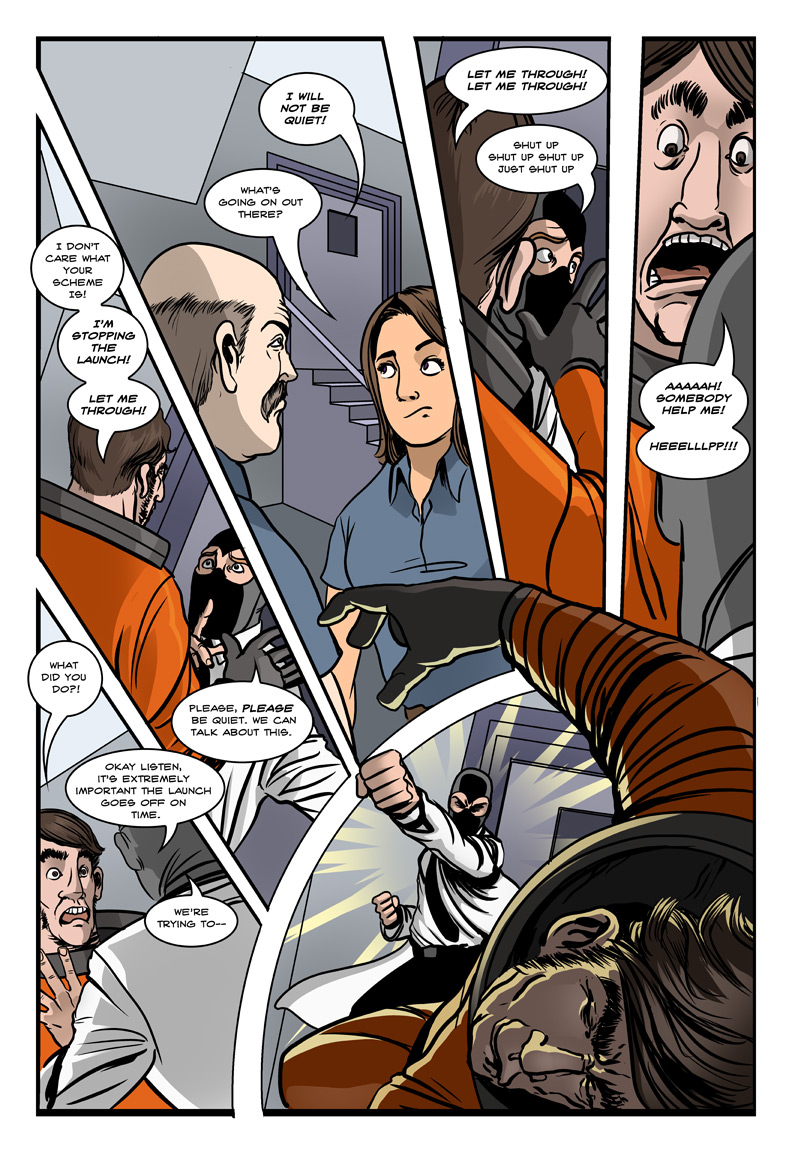 WHAT
DID YOU
DO?!
OKAY LISTEN,
IT'S EXTREMELY
IMPORTANT THE LAUNCH
GOES OFF ON
TIME.
WE'RE
TRYING TO--
I DON'T
CARE WHAT
YOUR
SCHEME
IS!
I'M
STOPPING
THE
LAUNCH!
LET ME
THROUGH!
PLEASE, PLEASE
BE QUIET. WE CAN
TALK ABOUT THIS.
I WILL
NOT BE
QUIET!
WHAT'S
GOING ON OUT
THERE?
LET ME THROUGH!
LET ME THROUGH!
SHUT UP
SHUT UP SHUT UP
JUST SHUT UP
AAAAAH!
SOMEBODY
HELP ME!
HEEELLLPP!!!